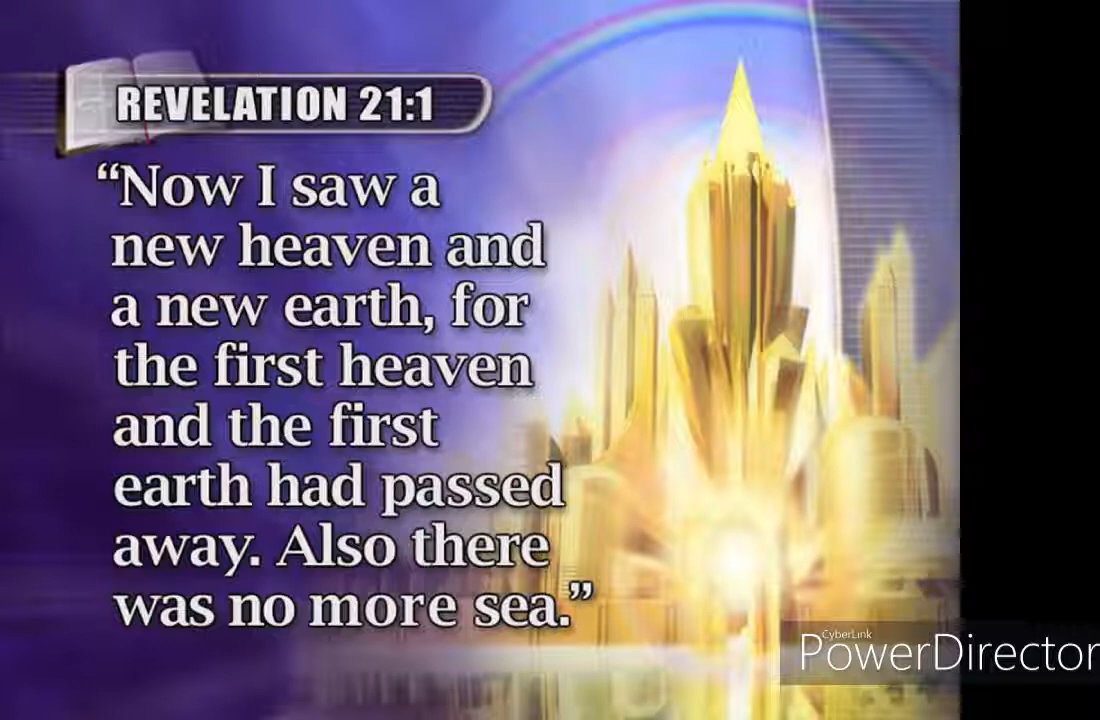 REVELATION 21:1
“Now I saw a
new heaven and
a new earth, for
the first heaven
and the first
earth had passed
away. Also there
was no more sea.”
CyberLink
PowerDirector